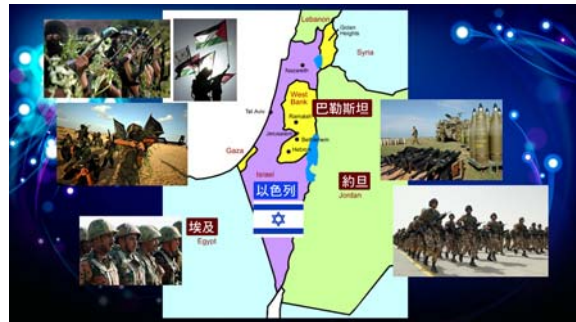 Lebanon
Golan
Heights
Syria
Nazareth
West
Bank
巴勒斯坦
Tel Aviv
Ramallah
Jerusalem
Bethlehem
Hebron
Gaza
Israel
以色列
約旦
Jordan
埃及
Egypt